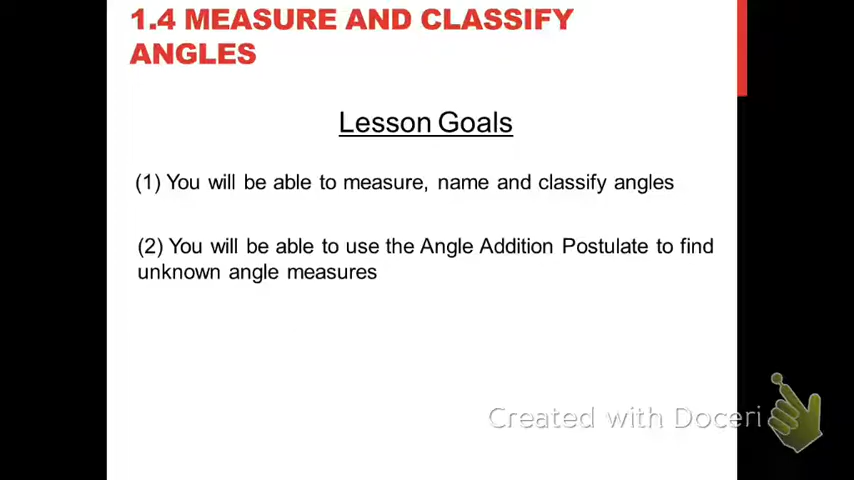 1.4 MEASURE AND CLASSIFY
ANGLES
Lesson Goals
(1) You will be able to measure, name and classify angles
(2) You will be able to use the Angle Addition Postulate to find
unknown angle measures
Created with Doceri